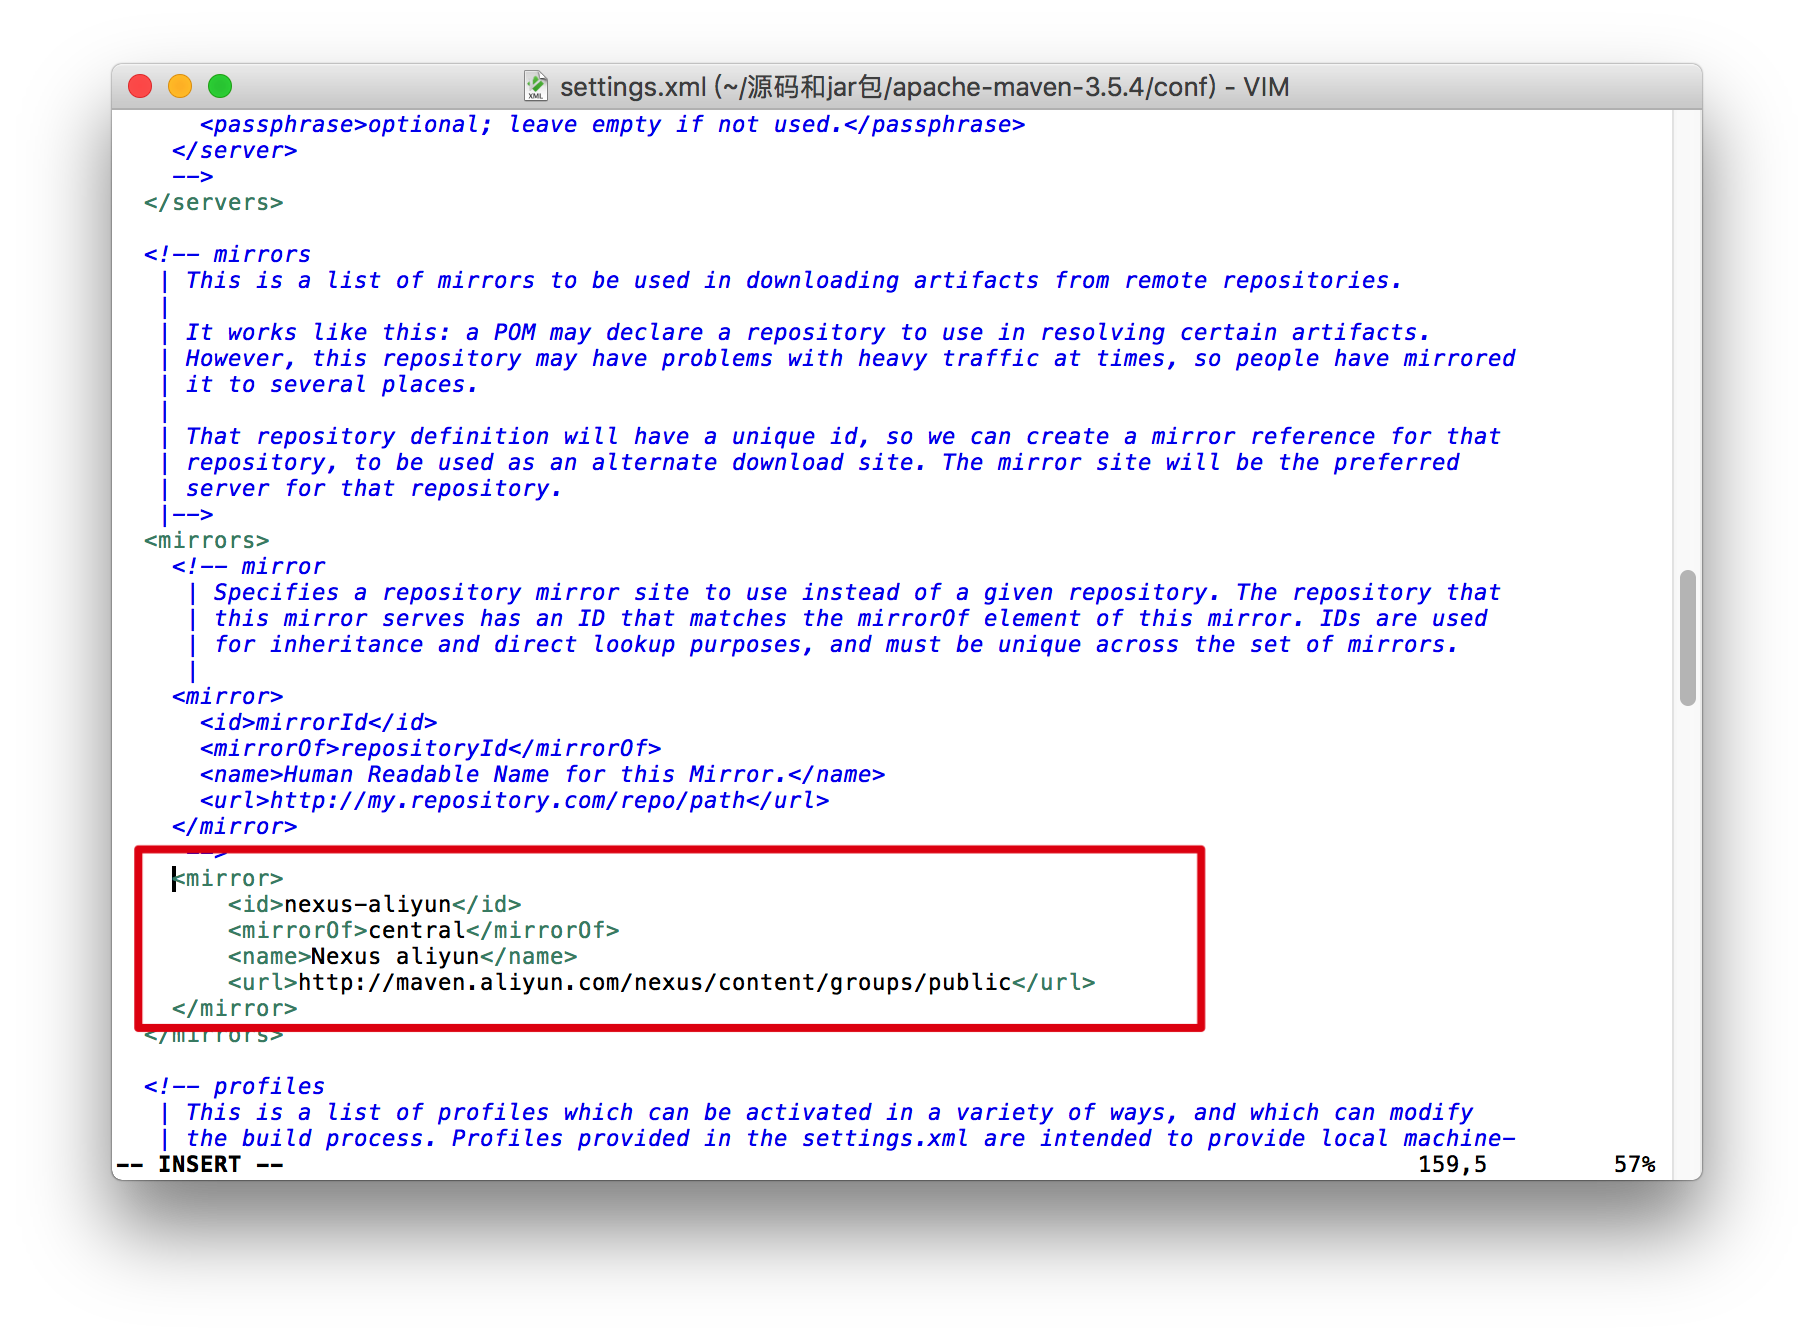 settings.xml (~/源码和jar包/apache-maven-3.5.4/conf) - VIM
<passphrase>optional; leave empty if not used.</passphrase>
</server>
-->
</servers>
<!-- mirrors
| This is a list of mirrors to be used in downloading artifacts from remote repositories.
|
| It works like this: a POM may declare a repository to use in resolving certain artifacts.
| However, this repository may have problems with heavy traffic at times, so people have mirrored
| it to several places.
|
| That repository definition will have a unique id, so we can create a mirror reference for that
| repository, to be used as an alternate download site. The mirror site will be the preferred
| server for that repository.
|-->
<mirrors>
<!-- mirror
| Specifies a repository mirror site to use instead of a given repository. The repository that
| this mirror serves has an ID that matches the mirrorOf element of this mirror. IDs are used
| for inheritance and direct lookup purposes, and must be unique across the set of mirrors.
|
<mirror>
<id>mirrorId</id>
<mirrorOf>repositoryId</mirrorOf>
<name>Human Readable Name for this Mirror.</name>
<url>http://my.repository.com/repo/path</url>
</mirror>
-->
<mirror>
<id>nexus-aliyun</id>
<mirrorOf>central</mirrorOf>
<name>Nexus aliyun</name>
<url>http://maven.aliyun.com/nexus/content/groups/public</url>
</mirror>
</mirrors>
<!-- profiles
| This is a list of profiles which can be activated in a variety of ways, and which can modify
| the build process. Profiles provided in the settings.xml are intended to provide local machine-
-- INSERT -- 159,5 57%